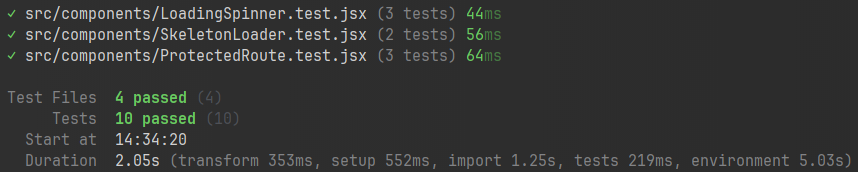 ✓ src/components/LoadingSpinner.test.jsx (3 tests) 44ms
✓ src/components/SkeletonLoader.test.jsx (2 tests) 56ms
✓ src/components/ProtectedRoute.test.jsx (3 tests) 64ms
Test Files 4 passed (4)
Tests 10 passed (10)
Start at 14:34:20
Duration 2.05s (transform 353ms, setup 552ms, import 1.25s, tests 219ms, environment 5.03s)